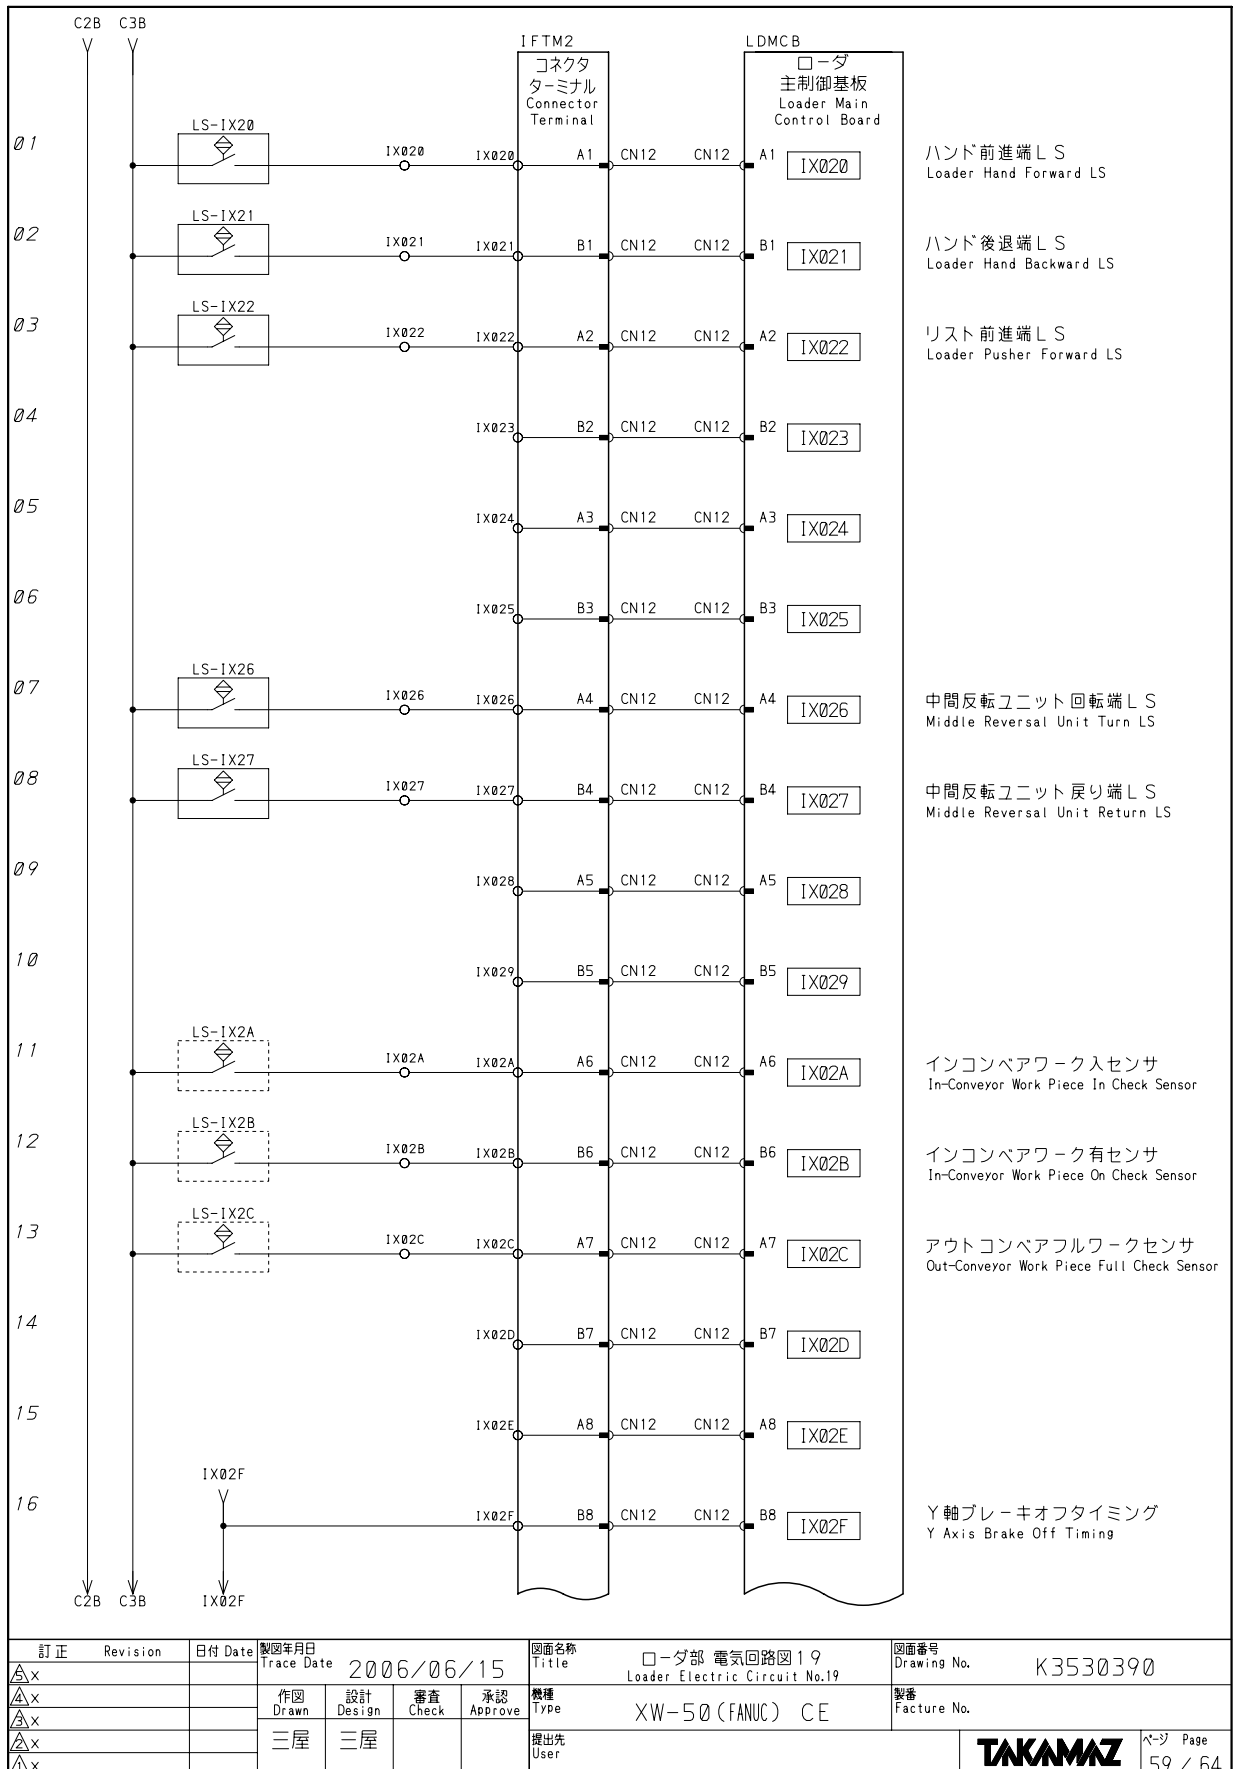 C2B C3B
IFTM2 LDMCB
コネクタ
ターミナル
Connector
Terminal
ローダ
主制御基板
Loader Main
Control Board
01 LS-IX20 IX020 IX020 A1 CN12 CN12 A1 IX020 ハンド前進端LS
Loader Hand Forward LS
02 LS-IX21 IX021 IX021 B1 CN12 CN12 B1 IX021 ハンド後退端LS
Loader Hand Backward LS
03 LS-IX22 IX022 IX022 A2 CN12 CN12 A2 IX022 リスト前進端LS
Loader Pusher Forward LS
04 IX023 B2 CN12 CN12 B2 IX023
05 IX024 A3 CN12 CN12 A3 IX024
06 IX025 B3 CN12 CN12 B3 IX025
07 LS-IX26 IX026 IX026 A4 CN12 CN12 A4 IX026 中間反転ユニット回転端LS
Middle Reversal Unit Turn LS
08 LS-IX27 IX027 IX027 B4 CN12 CN12 B4 IX027 中間反転ユニット戻り端LS
Middle Reversal Unit Return LS
09 IX028 A5 CN12 CN12 A5 IX028
10 IX029 B5 CN12 CN12 B5 IX029
11 LS-IX2A IX02A IX02A A6 CN12 CN12 A6 IX02A インコンベアワーク入センサ
In-Conveyor Work Piece In Check Sensor
12 LS-IX2B IX02B IX02B B6 CN12 CN12 B6 IX02B インコンベアワーク有センサ
In-Conveyor Work Piece On Check Sensor
13 LS-IX2C IX02C IX02C A7 CN12 CN12 A7 IX02C アウトコンベアフルワークセンサ
Out-Conveyor Work Piece Full Check Sensor
14 IX02D B7 CN12 CN12 B7 IX02D
15 IX02E A8 CN12 CN12 A8 IX02E
IX02F
16 IX02F B8 CN12 CN12 B8 IX02F Y軸ブレーキオフタイミング
Y Axis Brake Off Timing
C2B C3B IX02F
訂正 Revision 日付 Date
5 ×
4 ×
3 ×
2 ×
1 ×
製図年月日
Trace Date 2006/06/15
作図 設計 審査 承認
Drawn Design Check Approve
三屋 三屋
図面名称
Title
ローダ部 電気回路図19
Loader Electric Circuit No.19
機種
Type XW-50(FANUC) CE
提出先
User
図面番号
Drawing No. K3530390
製番
Facture No.
TAKAMAZ
ページ Page
59 / 64